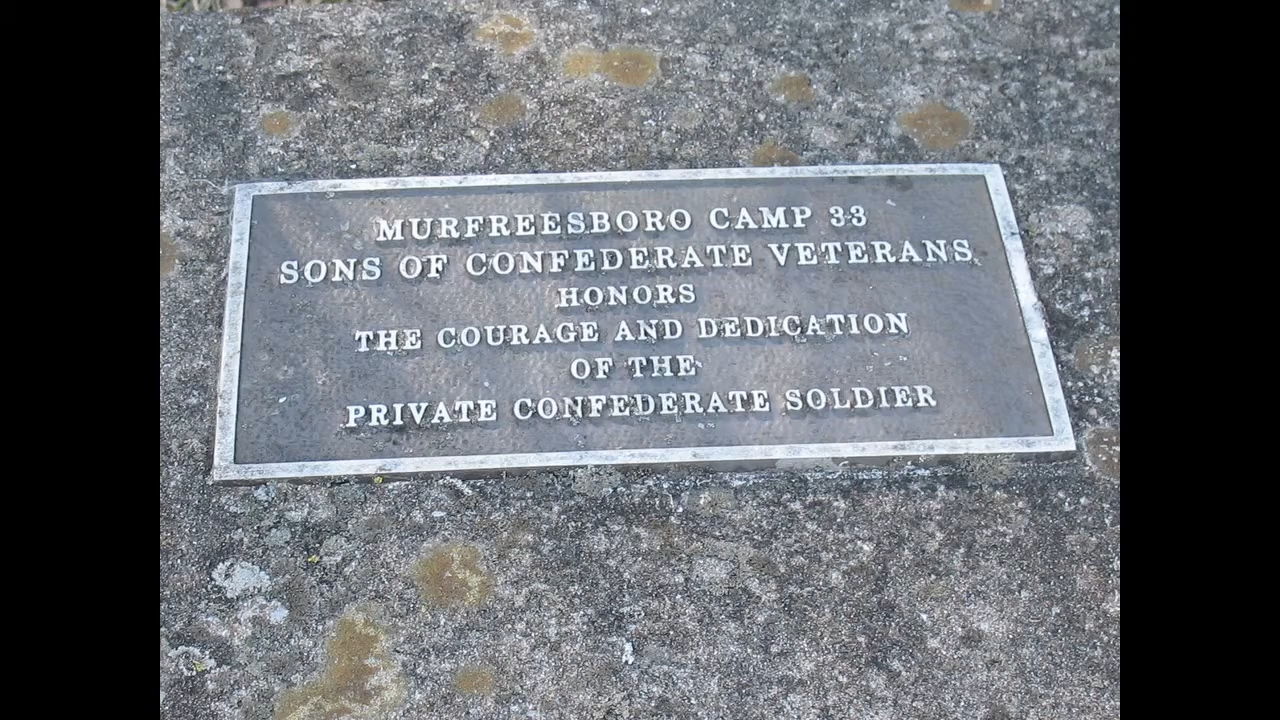 MURFREESBORO CAMP 33
SONS OF CONFEDERATE VETERANS
HONORS
THE COURAGE AND DEDICATION
OF THE
PRIVATE CONFEDERATE SOLDIER